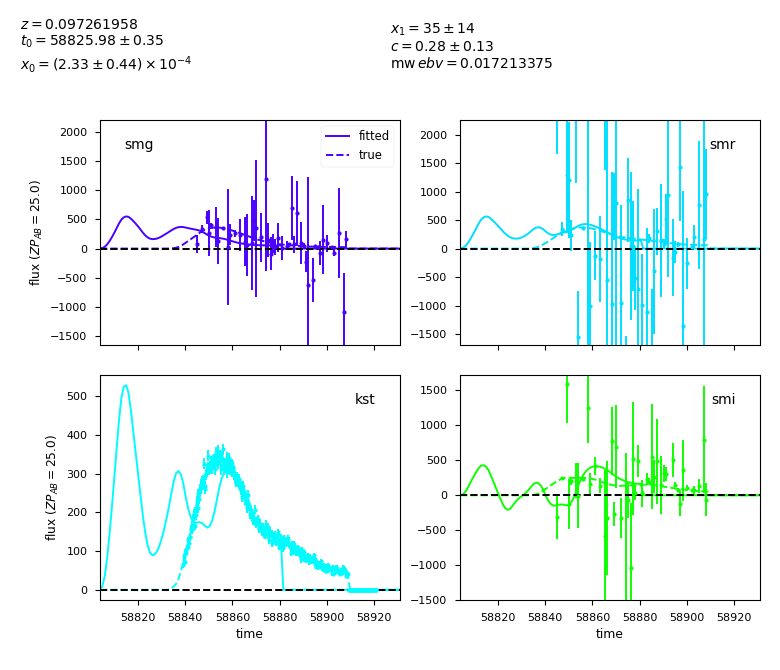 z = 0.097261958
t₀ = 58825.98 ± 0.35
x₀ = (2.33 ± 0.44) × 10⁻⁴
x₁ = 35 ± 14
c = 0.28 ± 0.13
mw ebv = 0.017213375
smg
fitted
true
2000
1500
1000
500
0
−500
−1000
−1500
flux (ZP_AB = 25.0)
smr
2000
1500
1000
500
0
−500
−1000
−1500
kst
500
400
300
200
100
0
flux (ZP_AB = 25.0)
58820 58840 58860 58880 58900 58920
time
smi
1500
1000
500
0
−500
−1000
−1500
58820 58840 58860 58880 58900 58920
time